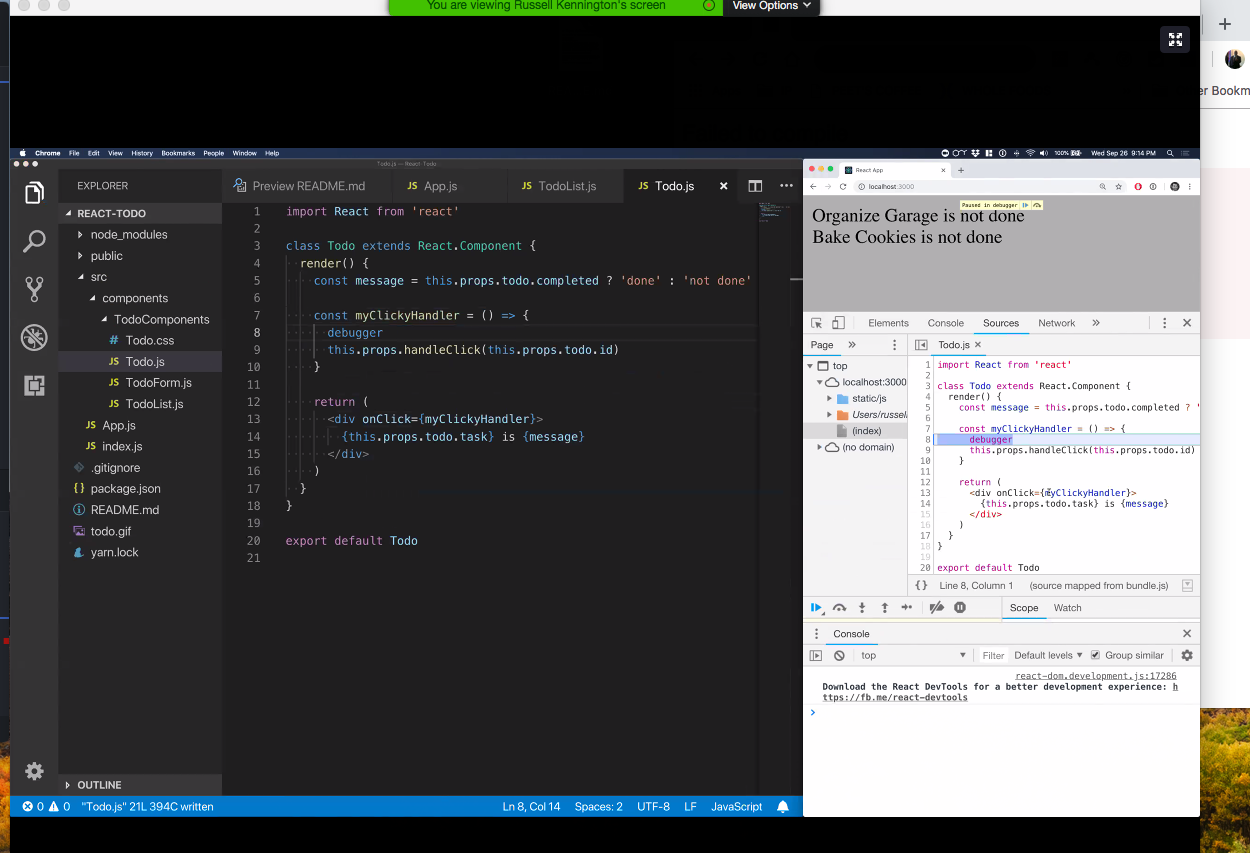 You are viewing Russell Kennington's screen
View Options
er Bookm
Chrome File Edit View History Bookmarks People Window Help
100%
Wed Sep 26 9:14 PM
Todo.js — React-Todo
EXPLORER
REACT-TODO
node_modules
public
src
components
TodoComponents
# Todo.css
JS Todo.js
JS TodoForm.js
JS TodoList.js
JS App.js
JS index.js
.gitignore
{} package.json
README.md
todo.gif
yarn.lock
OUTLINE
Preview README.md
JS App.js
JS TodoList.js
JS Todo.js
1 import React from 'react'
2
3 class Todo extends React.Component {
4 render() {
5 const message = this.props.todo.completed ? 'done' : 'not done'
6
7 const myClickyHandler = () => {
8 debugger
9 this.props.handleClick(this.props.todo.id)
10 }
11
12 return (
13 <div onClick={myClickyHandler}>
14 {this.props.todo.task} is {message}
15 </div>
16 )
17 }
18 }
19
20 export default Todo
21
0 0 "Todo.js" 21L 394C written
Ln 8, Col 14 Spaces: 2 UTF-8 LF JavaScript
React App
localhost:3000
Paused in debugger
Organize Garage is not done
Bake Cookies is not done
Elements Console Sources Network »
Page »
top
localhost:3000
static/js
Users/russel
(index)
(no domain)
Todo.js
1 import React from 'react'
2
3 class Todo extends React.Component {
4 render() {
5 const message = this.props.todo.completed ? '
6
7 const myClickyHandler = () => {
8 debugger
9 this.props.handleClick(this.props.todo.id)
10 }
11
12 return (
13 <div onClick={myClickyHandler}>
14 {this.props.todo.task} is {message}
15 </div>
16 )
17 }
18 }
19
20 export default Todo
{} Line 8, Column 1 (source mapped from bundle.js)
Scope Watch
Console
top Filter Default levels Group similar
react-dom.development.js:17286
Download the React DevTools for a better development experience: h
ttps://fb.me/react-devtools